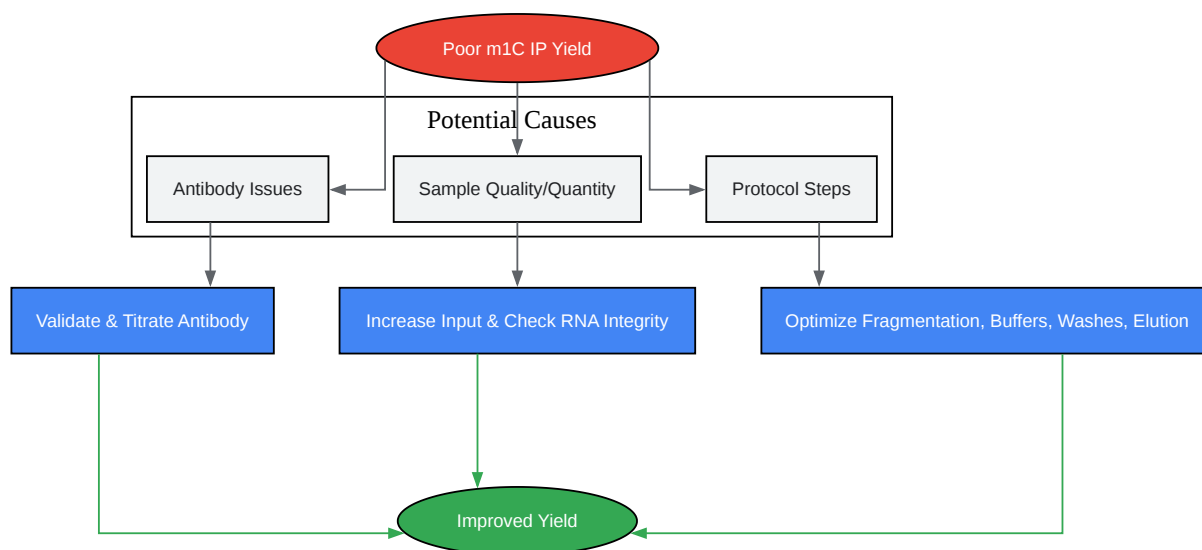 Poor m1C IP Yield
Potential Causes
Antibody Issues
Sample Quality/Quantity
Protocol Steps
Validate & Titrate Antibody
Increase Input & Check RNA Integrity
Optimize Fragmentation, Buffers, Washes, Elution
Improved Yield